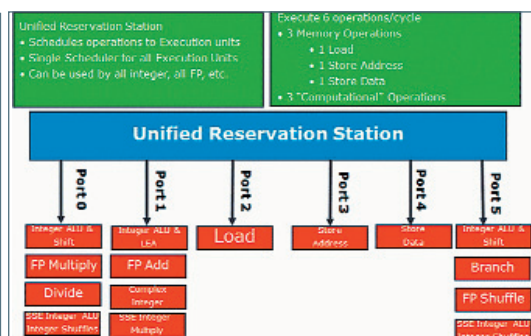 Unified Reservation Station
• Schedules operations to Execution units
• Single Scheduler for all Execution Units
• Can be used by all integer, all FP, etc.
Execute 6 operations/cycle
• 3 Memory Operations
• 1 Load
• 1 Store Address
• 1 Store Data
• 3 "Computational" Operations
Unified Reservation Station
Port 0
Port 1
Port 2
Port 3
Port 4
Port 5
Integer ALU &
Shift
FP Multiply
Divide
SSE Integer ALU
Integer Shuffles
Integer ALU &
LEA
FP Add
Complex
Integer
SSE Integer
Multiply
Load
Store
Address
Store
Data
Integer ALU &
Shift
Branch
FP Shuffle
SSE Integer ALU
Integer Shuffles